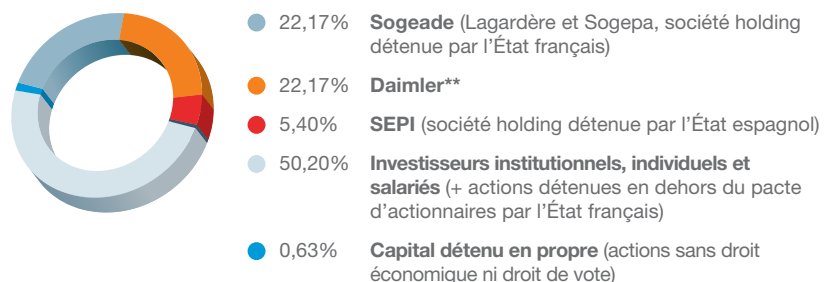 22,17% Sogeade (Lagardère et Sogepa, société holding
détenue par l’État français)
22,17% Daimler**
5,40% SEPI (société holding détenue par l’État espagnol)
50,20% Investisseurs institutionnels, individuels et
salariés (+ actions détenues en dehors du pacte
d’actionnaires par l’État français)
0,63% Capital détenu en propre (actions sans droit
économique ni droit de vote)